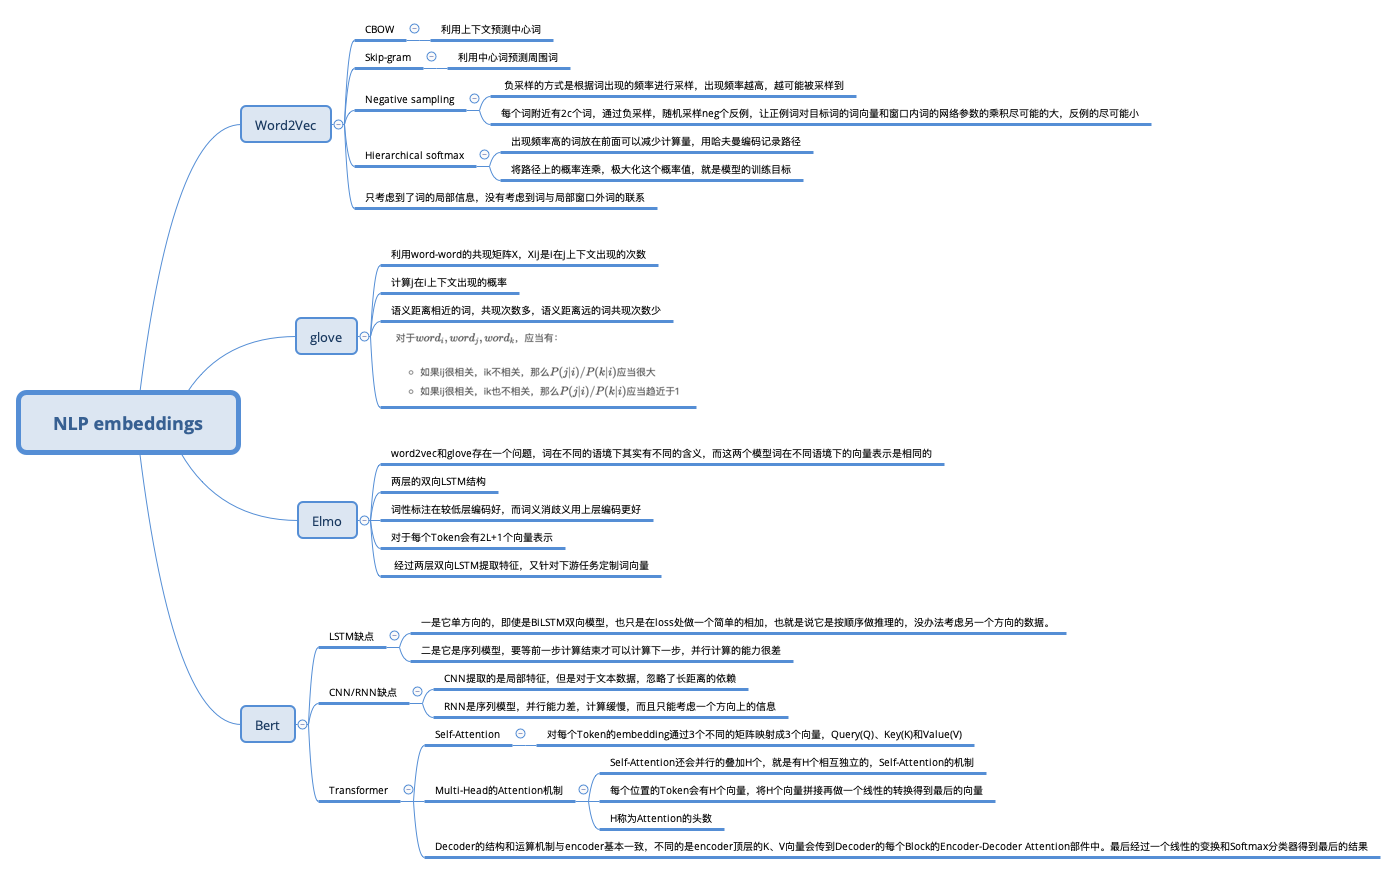 NLP embeddings
Word2Vec
CBOW
利用上下文预测中心词
Skip-gram
利用中心词预测周围词
Negative sampling
负采样的方式是根据词出现的频率进行采样，出现频率越高，越可能被采样到
每个词附近有2c个词，通过负采样，随机采样neg个反例，让正例词对目标词的词向量和窗口内词的网络参数的乘积尽可能的大，反例的尽可能小
Hierarchical softmax
出现频率高的词放在前面可以减少计算量，用哈夫曼编码记录路径
将路径上的概率连乘，极大化这个概率值，就是模型的训练目标
只考虑到了词的局部信息，没有考虑到词与局部窗口外词的联系
glove
利用word-word的共现矩阵X，Xij是i在j上下文出现的次数
计算j在i上下文出现的概率
语义距离相近的词，共现次数多，语义距离远的词共现次数少
对于word_i, word_j, word_k，应当有：
如果ij很相关，ik不相关，那么P(j|i)/P(k|i)应当很大
如果ij很相关，ik也不相关，那么P(j|i)/P(k|i)应当趋近于1
Elmo
word2vec和glove存在一个问题，词在不同的语境下其实有不同的含义，而这两个模型词在不同语境下的向量表示是相同的
两层的双向LSTM结构
词性标注在较低层编码好，而词义消歧义用上层编码更好
对于每个Token会有2L+1个向量表示
经过两层双向LSTM提取特征，又针对下游任务定制词向量
Bert
LSTM缺点
一是它单方向的，即使是BiLSTM双向模型，也只是在loss处做一个简单的相加，也就是说它是按顺序做推理的，没办法考虑另一个方向的数据。
二是它是序列模型，要等前一步计算结束才可以计算下一步，并行计算的能力很差
CNN/RNN缺点
CNN提取的是局部特征，但是对于文本数据，忽略了长距离的依赖
RNN是序列模型，并行能力差，计算缓慢，而且只能考虑一个方向上的信息
Transformer
Self-Attention
对每个Token的embedding通过3个不同的矩阵映射成3个向量，Query(Q)、Key(K)和Value(V)
Multi-Head的Attention机制
Self-Attention还会并行的叠加H个，就是有H个相互独立的，Self-Attention的机制
每个位置的Token会有H个向量，将H个向量拼接再做一个线性的转换得到最后的向量
H称为Attention的头数
Decoder的结构和运算机制与encoder基本一致，不同的是encoder顶层的K、V向量会传到Decoder的每个Block的Encoder-Decoder Attention部件中。最后经过一个线性的变换和Softmax分类器得到最后的结果